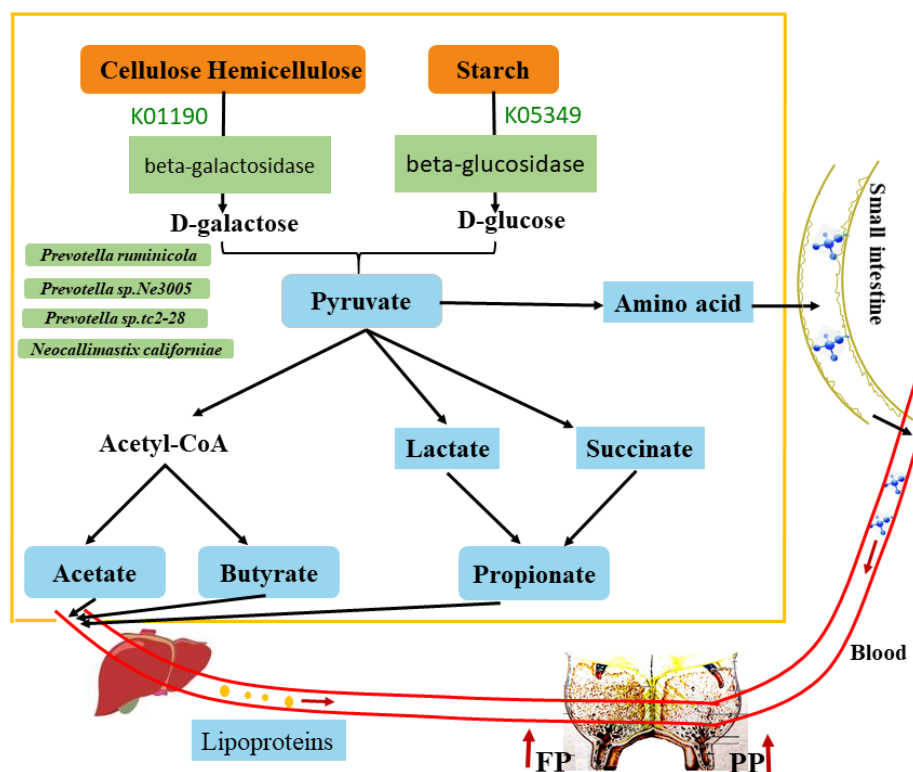 Cellulose Hemicellulose
Starch
K01190
K05349
beta-galactosidase
beta-glucosidase
D-galactose
D-glucose
Prevotella ruminicola
Prevotella sp.Ne3005
Prevotella sp.tc2-28
Neocallimastix californiae
Pyruvate
Amino acid
Small intestine
Acetyl-CoA
Lactate
Succinate
Acetate
Butyrate
Propionate
Blood
Lipoproteins
FP
PP